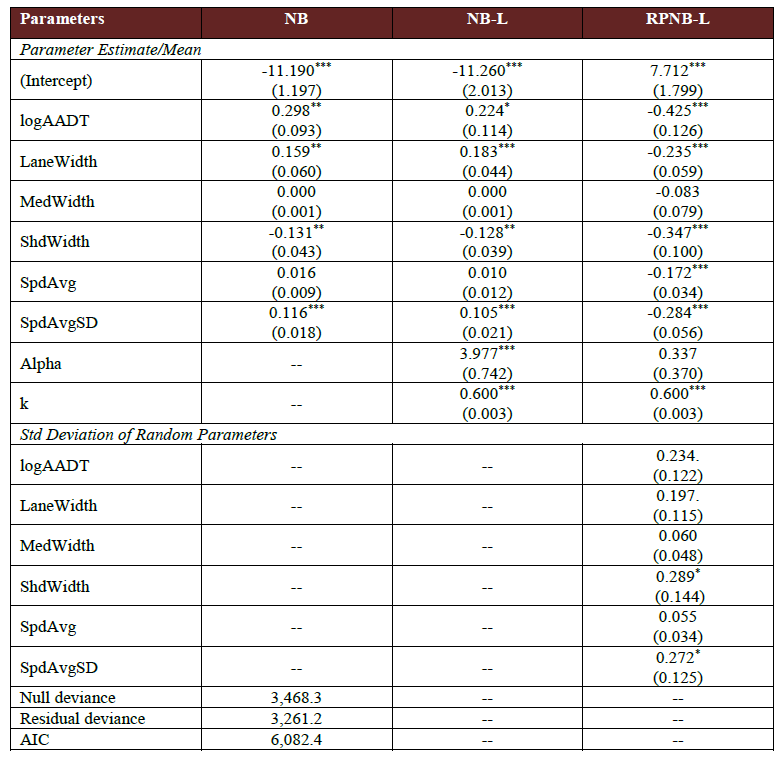 Parameters NB NB-L RPNB-L
Parameter Estimate/Mean
(Intercept) -11.190*** -11.260*** 7.712***
(1.197) (2.013) (1.799)
logAADT 0.298** 0.224* -0.425***
(0.093) (0.114) (0.126)
LaneWidth 0.159** 0.183*** -0.235***
(0.060) (0.044) (0.059)
MedWidth 0.000 0.000 -0.083
(0.001) (0.001) (0.079)
ShdWidth -0.131** -0.128** -0.347***
(0.043) (0.039) (0.100)
SpdAvg 0.016 0.010 -0.172***
(0.009) (0.012) (0.034)
SpdAvgSD 0.116*** 0.105*** -0.284***
(0.018) (0.021) (0.056)
Alpha -- 3.977*** 0.337
(0.742) (0.370)
k -- 0.600*** 0.600***
(0.003) (0.003)
Std Deviation of Random Parameters
logAADT -- -- 0.234.
(0.122)
LaneWidth -- -- 0.197.
(0.115)
MedWidth -- -- 0.060
(0.048)
ShdWidth -- -- 0.289*
(0.144)
SpdAvg -- -- 0.055
(0.034)
SpdAvgSD -- -- 0.272*
(0.125)
Null deviance 3,468.3 -- --
Residual deviance 3,261.2 -- --
AIC 6,082.4 -- --